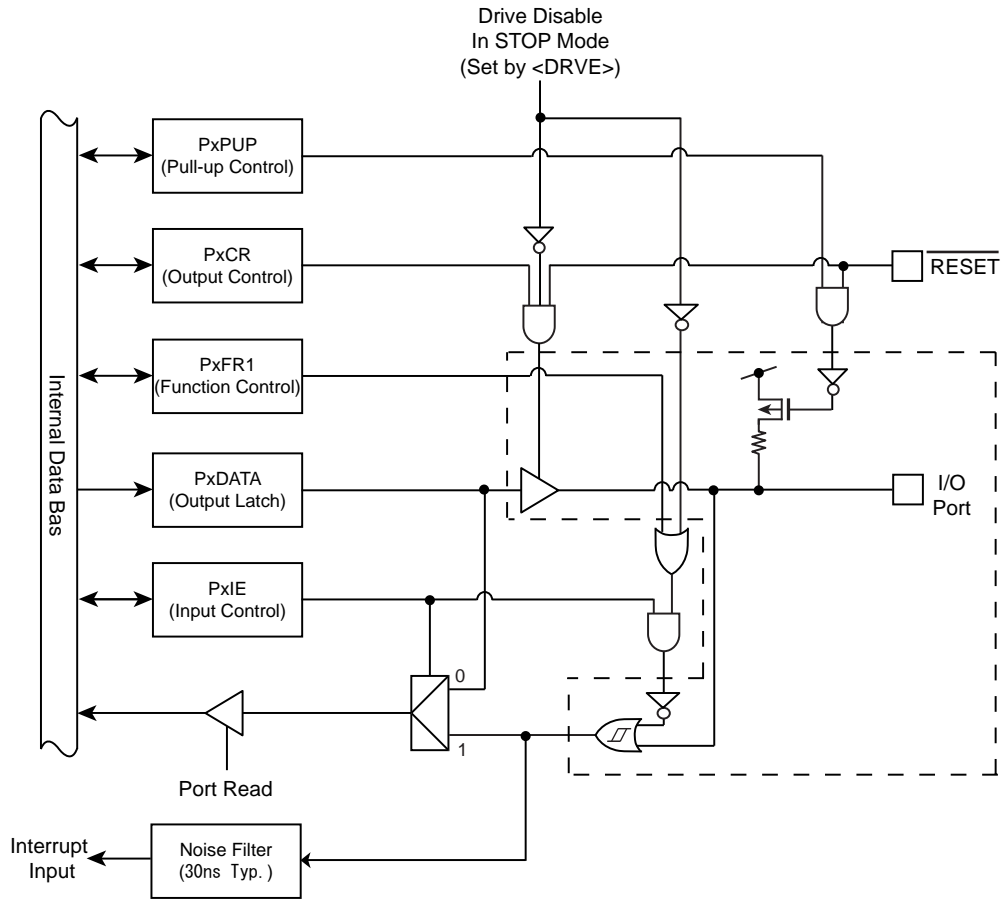 Drive Disable
In STOP Mode
(Set by <DRVE>)
PxPUP
(Pull-up Control)
PxCR
(Output Control)
RESET
PxFR1
(Function Control)
Internal Data Bas
PxDATA
(Output Latch)
I/O
Port
PxIE
(Input Control)
0
1
Port Read
Interrupt
Input
Noise Filter
(30ns Typ.)